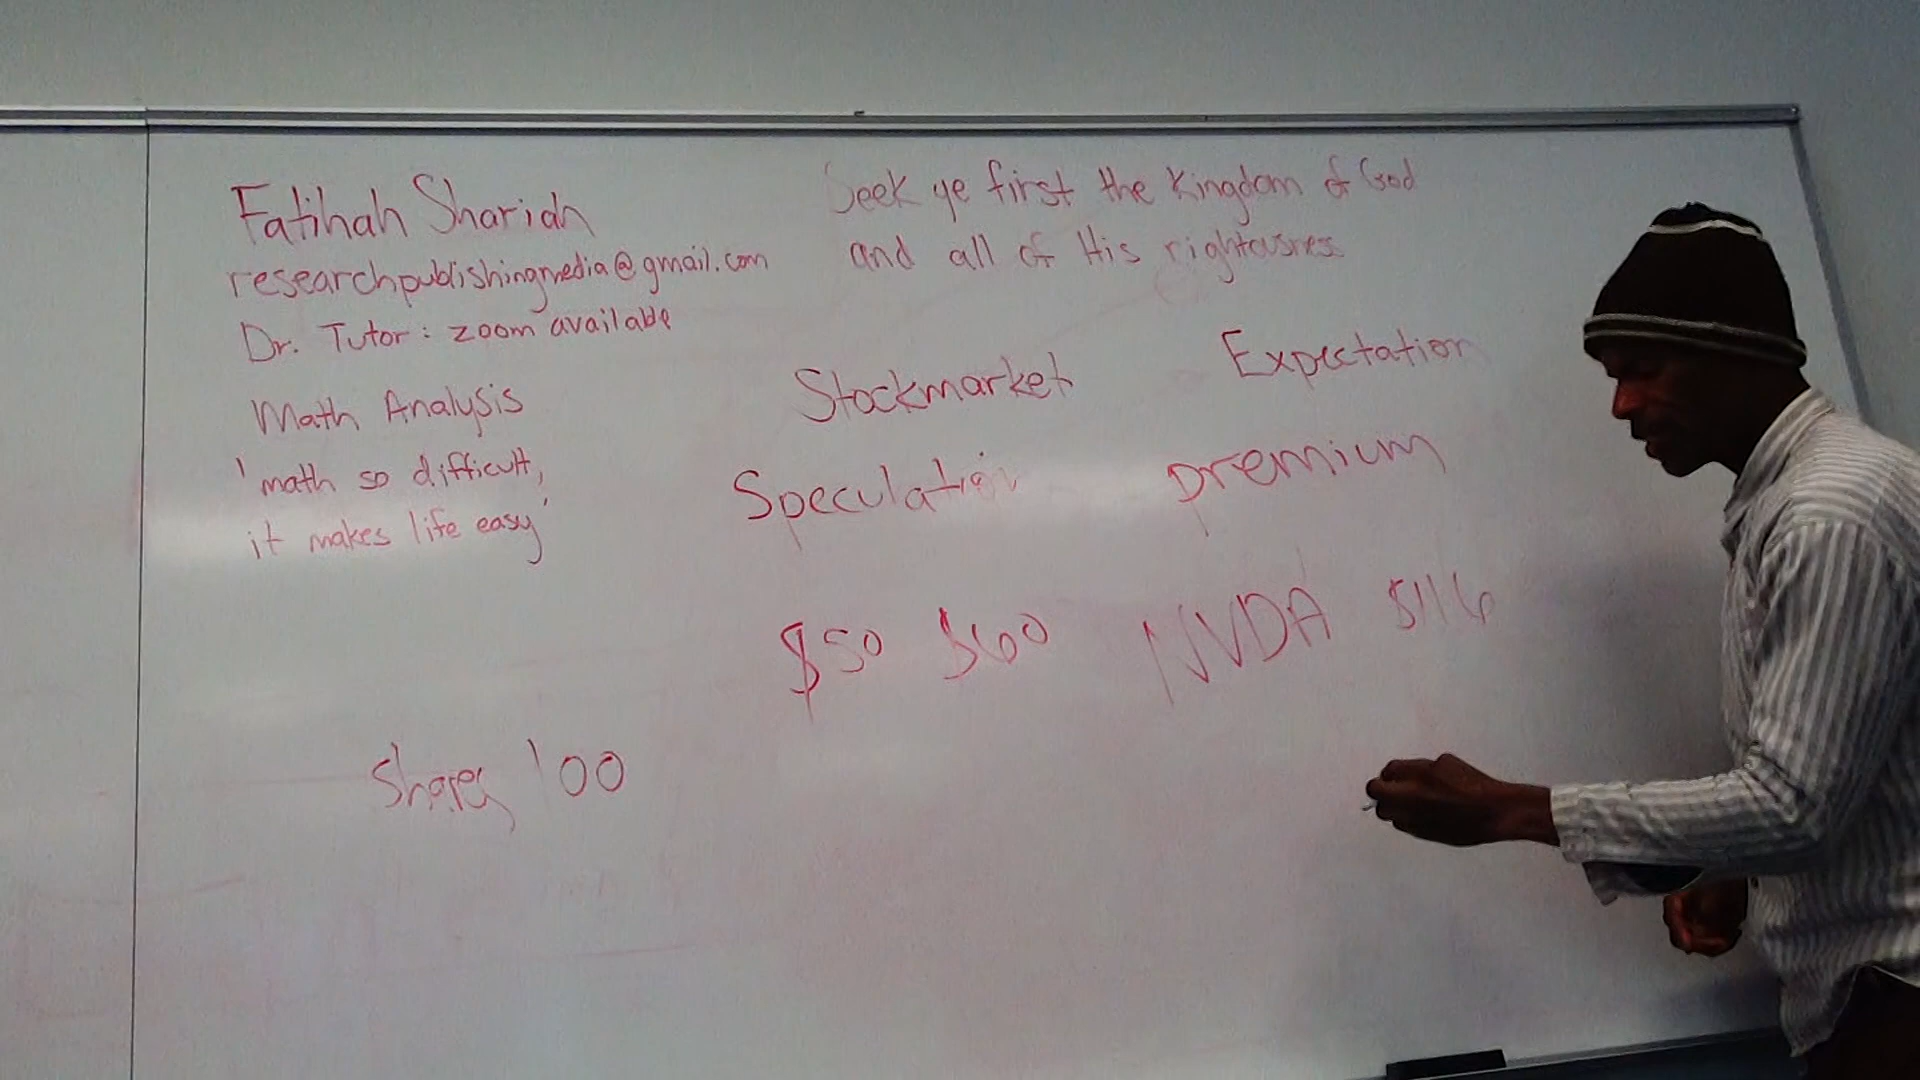 Fatihah Shariah
researchpublishingmedia@gmail.com
Dr. Tutor: zoom available
Math Analysis
'math so difficult,
it makes life easy'
Seek ye first the Kingdom of God
and all of His righteousness
Stockmarket
Expectation
Speculation
premium
$50 $60 NVDA $116
Shares 100